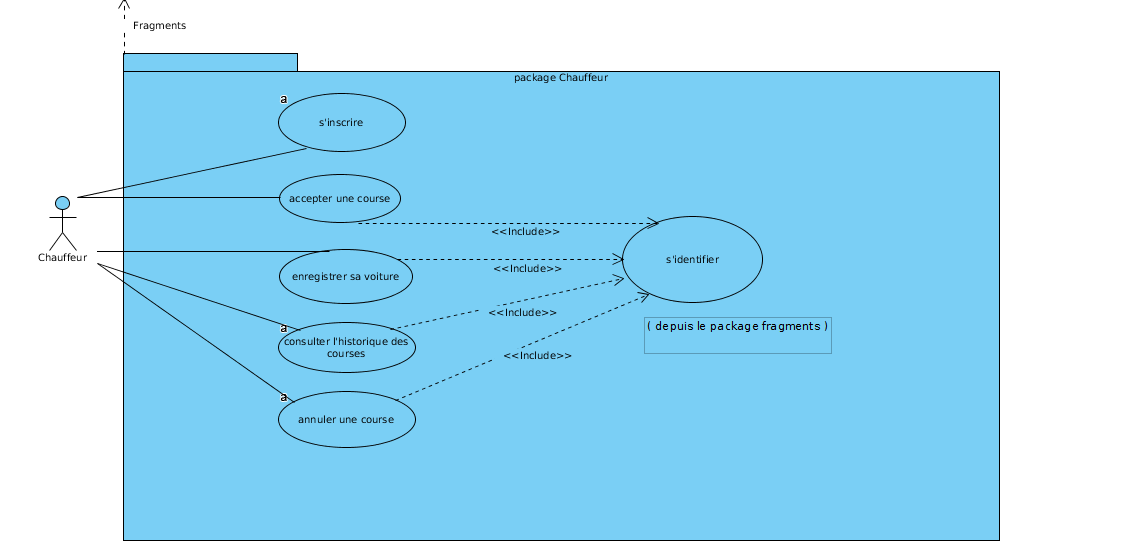 Fragments
package Chauffeur
a
s'inscrire
accepter une course
<<Include>>
Chauffeur
s'identifier
enregistrer sa voiture
<<Include>>
<<Include>>
( depuis le package fragments )
a
consulter l'historique des
courses
<<Include>>
a
annuler une course